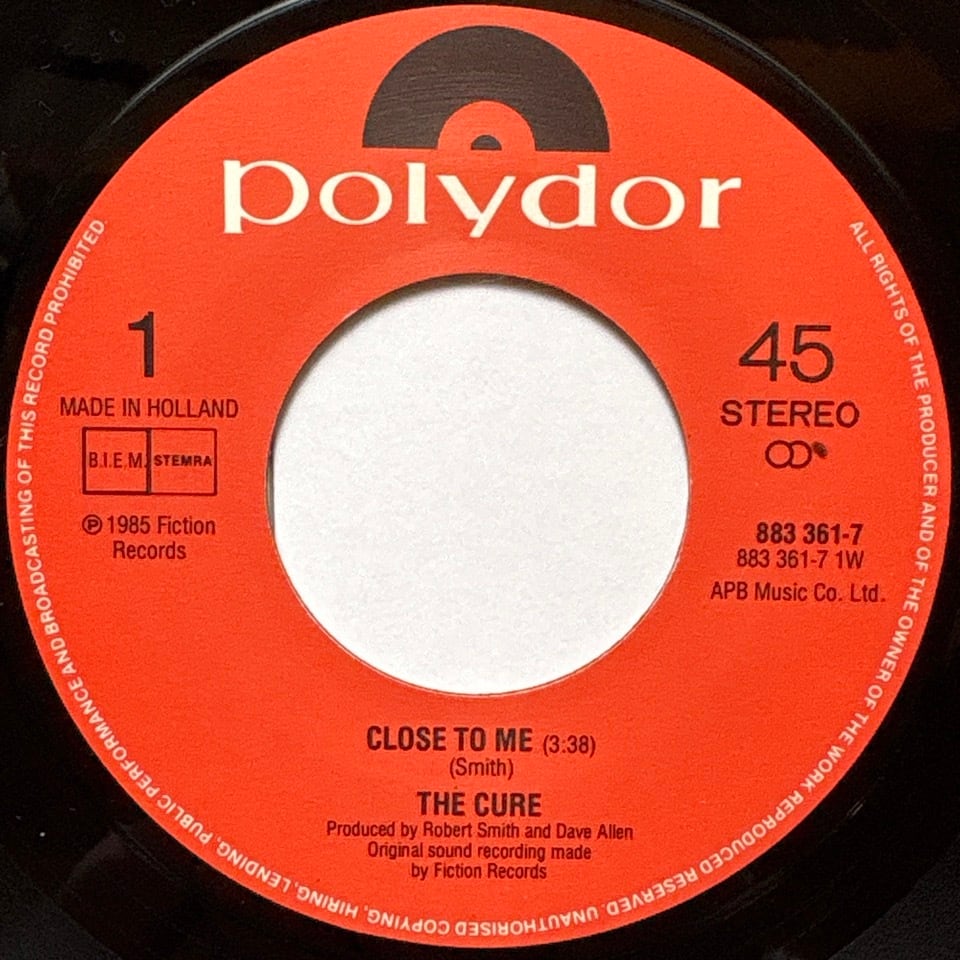 polydor
1
MADE IN HOLLAND
B.I.E.M. STEMRA
℗ 1985 Fiction
Records
45
STEREO
883 361-7
883 361-7 1W
APB Music Co. Ltd.
CLOSE TO ME (3:38)
(Smith)
THE CURE
Produced by Robert Smith and Dave Allen
Original sound recording made
by Fiction Records
ALL RIGHTS OF THE PRODUCER AND OF THE OWNER OF THE WORK REPRODUCED RESERVED. UNAUTHORISED COPYING, HIRING, LENDING, PUBLIC PERFORMANCE AND BROADCASTING OF THIS RECORD PROHIBITED